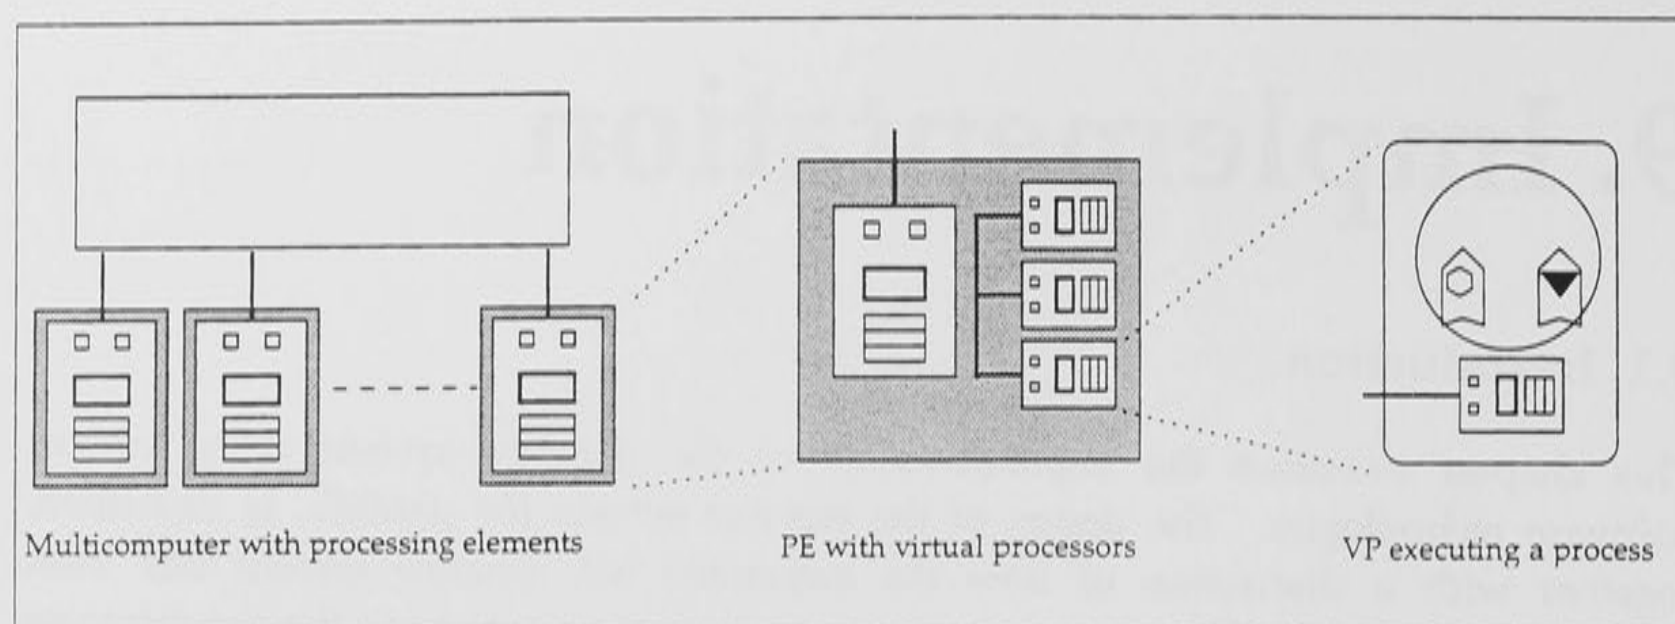 Multicomputer with processing elements
PE with virtual processors
VP executing a process